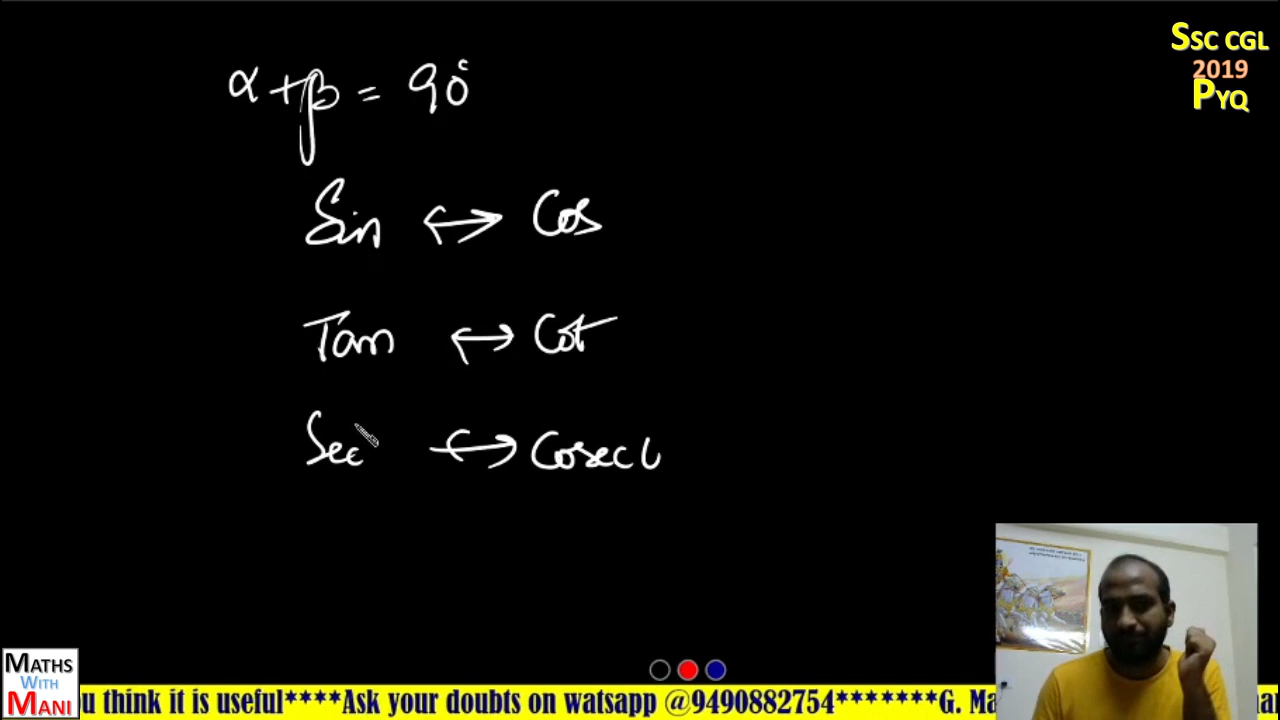 SSC CGL
2019
PYQ
α + β = 90°
Sin ↔ Cos
Tan ↔ Cot
Sec ↔ Cosec
MATHS
WITH
MANI
u think it is useful****Ask your doubts on watsapp @9490882754*******G. Ma